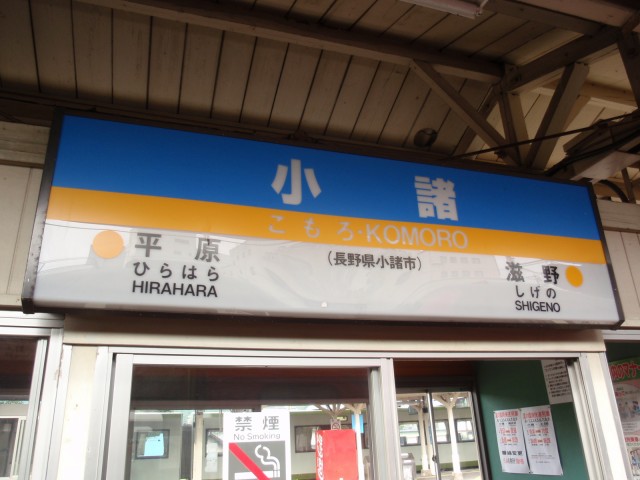 小諸
こもろ・KOMORO
(長野県小諸市)
平原
ひらはら
HIRAHARA
滋野
しげの
SHIGENO
禁煙
No Smoking